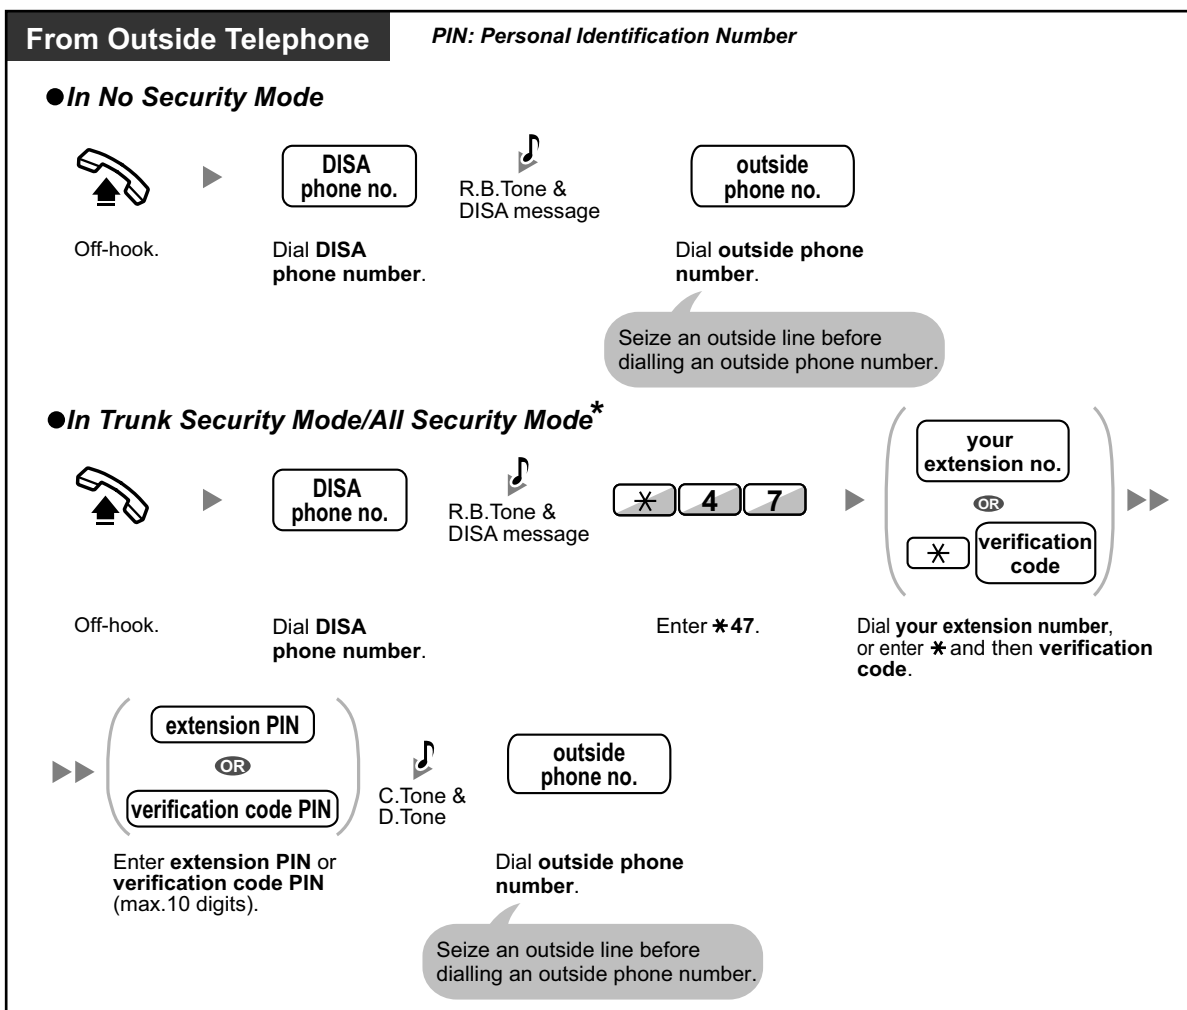 From Outside Telephone
PIN: Personal Identification Number
●In No Security Mode
DISA
phone no.
R.B.Tone &
DISA message
outside
phone no.
Off-hook.
Dial DISA
phone number.
Dial outside phone
number.
Seize an outside line before
dialling an outside phone number.
●In Trunk Security Mode/All Security Mode*
DISA
phone no.
R.B.Tone &
DISA message
* 4 7
your
extension no.
OR
* verification
code
Off-hook.
Dial DISA
phone number.
Enter *47.
Dial your extension number,
or enter * and then verification
code.
extension PIN
OR
verification code PIN
C.Tone &
D.Tone
outside
phone no.
Enter extension PIN or
verification code PIN
(max.10 digits).
Dial outside phone
number.
Seize an outside line before
dialling an outside phone number.